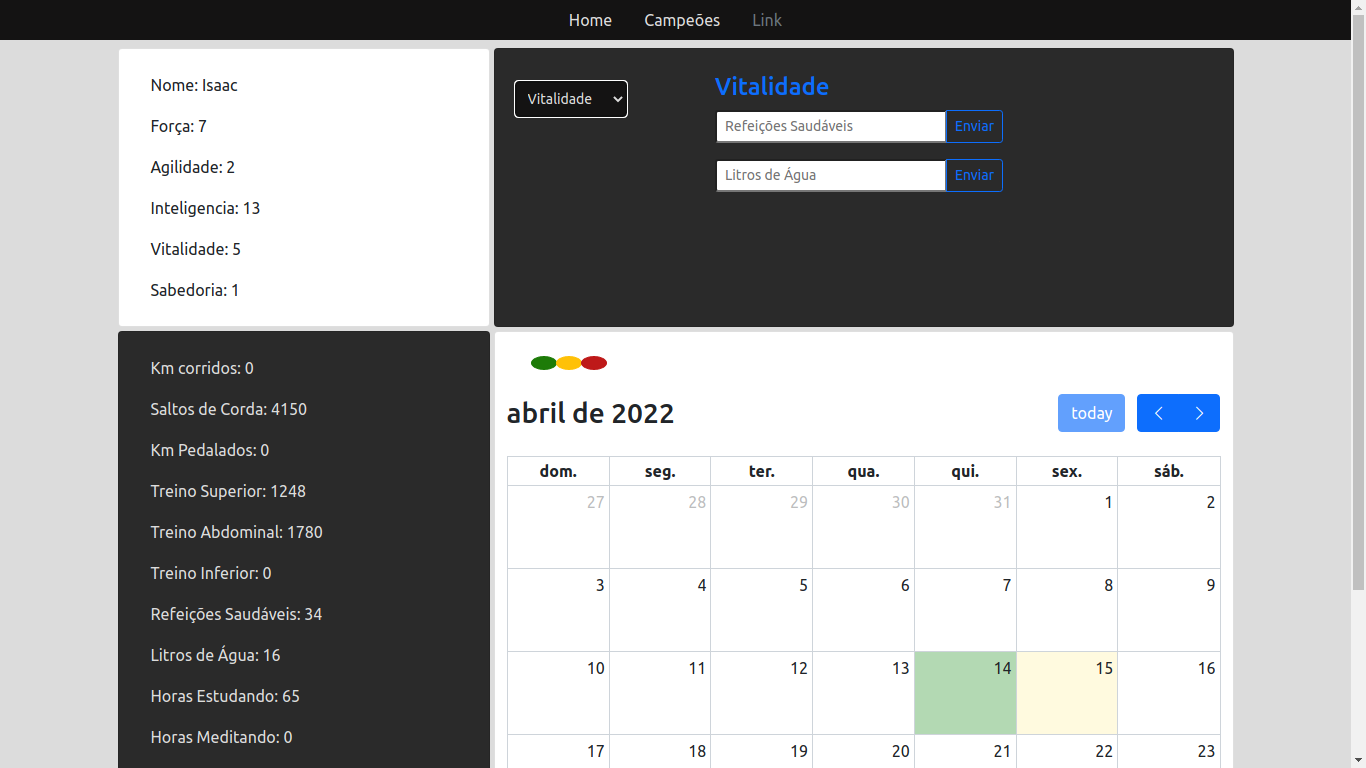 Home Campeões Link
Nome: Isaac
Força: 7
Agilidade: 2
Inteligencia: 13
Vitalidade: 5
Sabedoria: 1
Vitalidade
Vitalidade
Refeições Saudáveis Enviar
Litros de Água Enviar
Km corridos: 0
Saltos de Corda: 4150
Km Pedalados: 0
Treino Superior: 1248
Treino Abdominal: 1780
Treino Inferior: 0
Refeições Saudáveis: 34
Litros de Água: 16
Horas Estudando: 65
Horas Meditando: 0
abril de 2022 today
dom. seg. ter. qua. qui. sex. sáb.
27 28 29 30 31 1 2
3 4 5 6 7 8 9
10 11 12 13 14 15 16
17 18 19 20 21 22 23